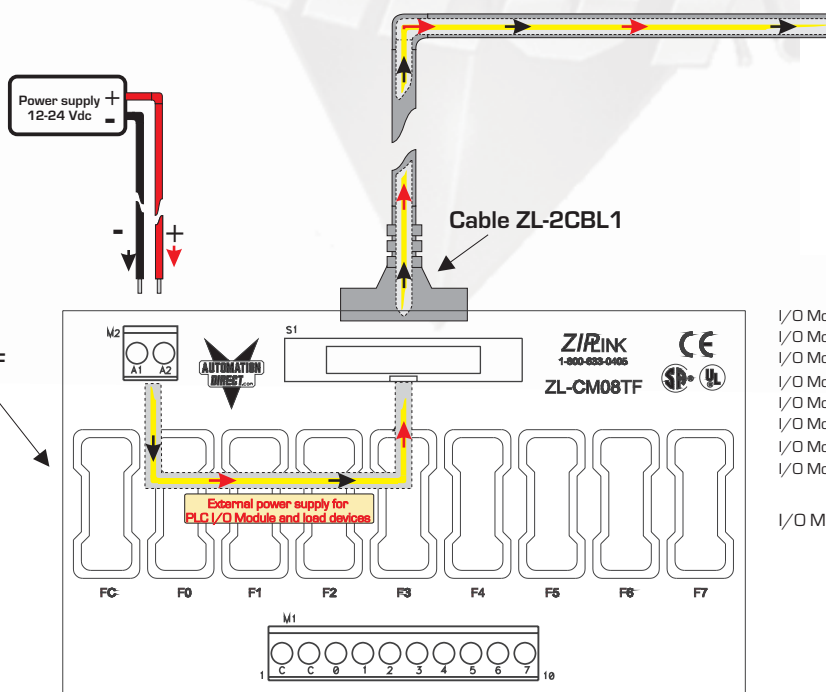 Power supply +
12-24 Vdc -
- +
Cable ZL-2CBL1
M2
A1 A2
AUTOMATION
DIRECT.com
S1
ZIPLINK
1-800-633-0405
ZL-CM08TF
CE
SP® UL
F
External power supply for
PLC I/O Module and load devices
FC F0 F1 F2 F3 F4 F5 F6 F7
M1
1 C C 0 1 2 3 4 5 6 7 10
I/O Mo
I/O Mo
I/O Mo
I/O Mo
I/O Mo
I/O Mo
I/O Mo
I/O Mo
I/O M